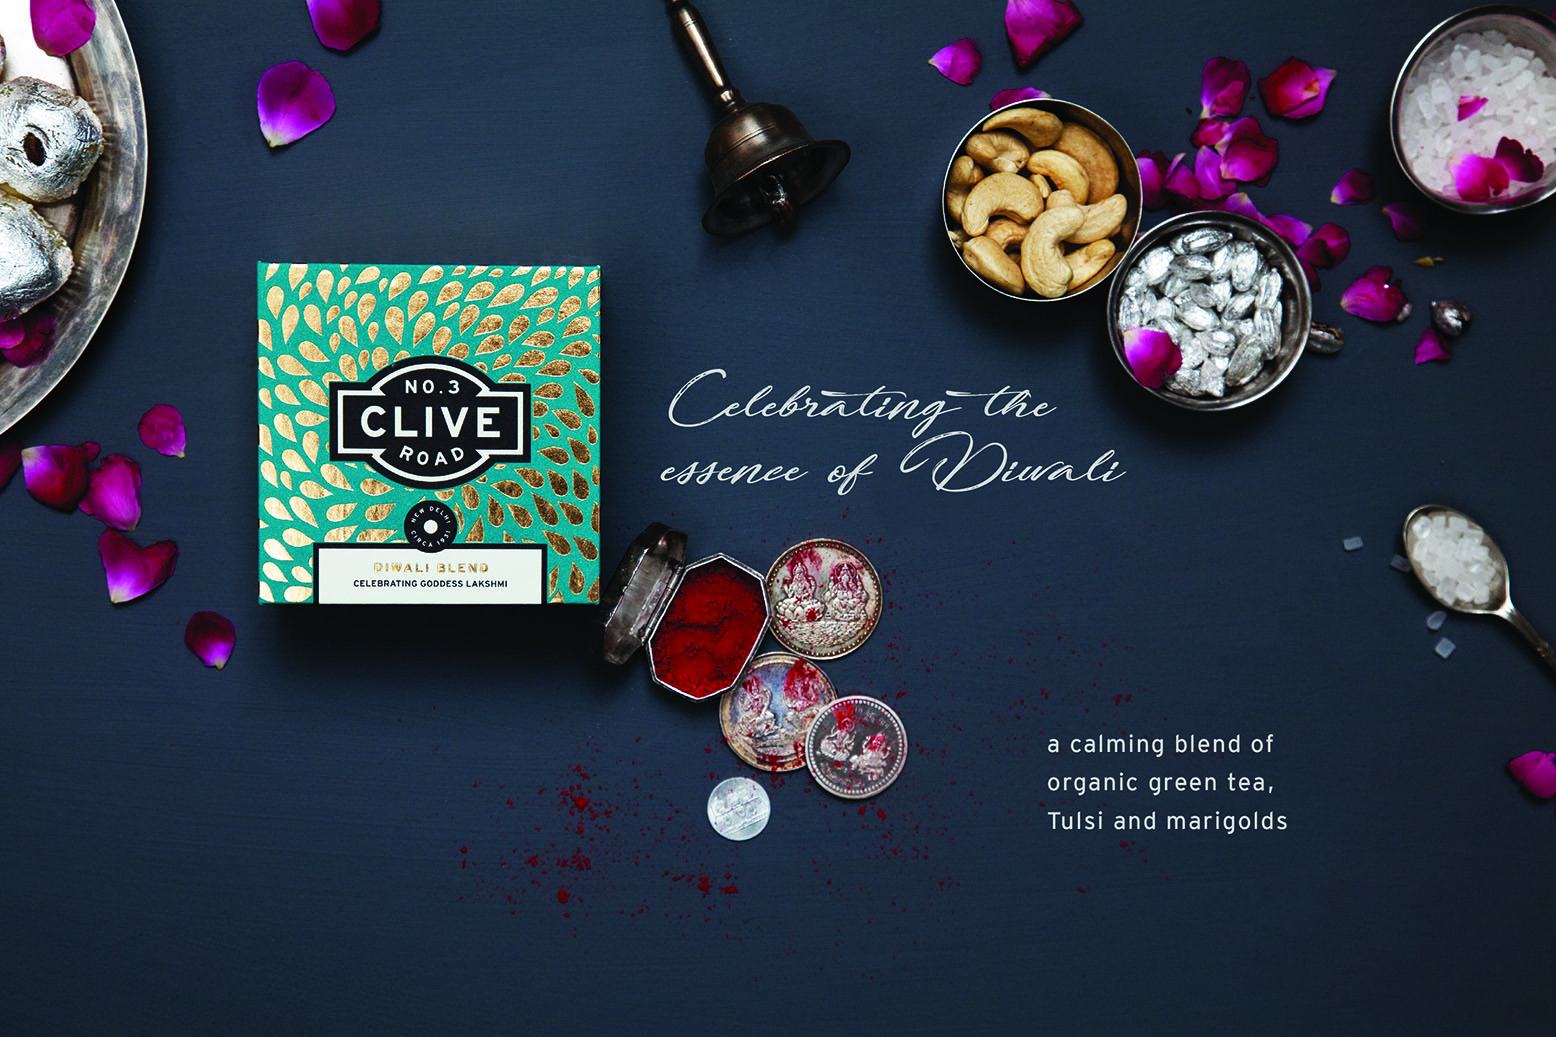 NO.3
CLIVE
ROAD
NEW DELHI
CIRCA 1931
DIWALI BLEND
CELEBRATING GODDESS LAKSHMI
Celebrating the
essence of Diwali
a calming blend of
organic green tea,
Tulsi and marigolds